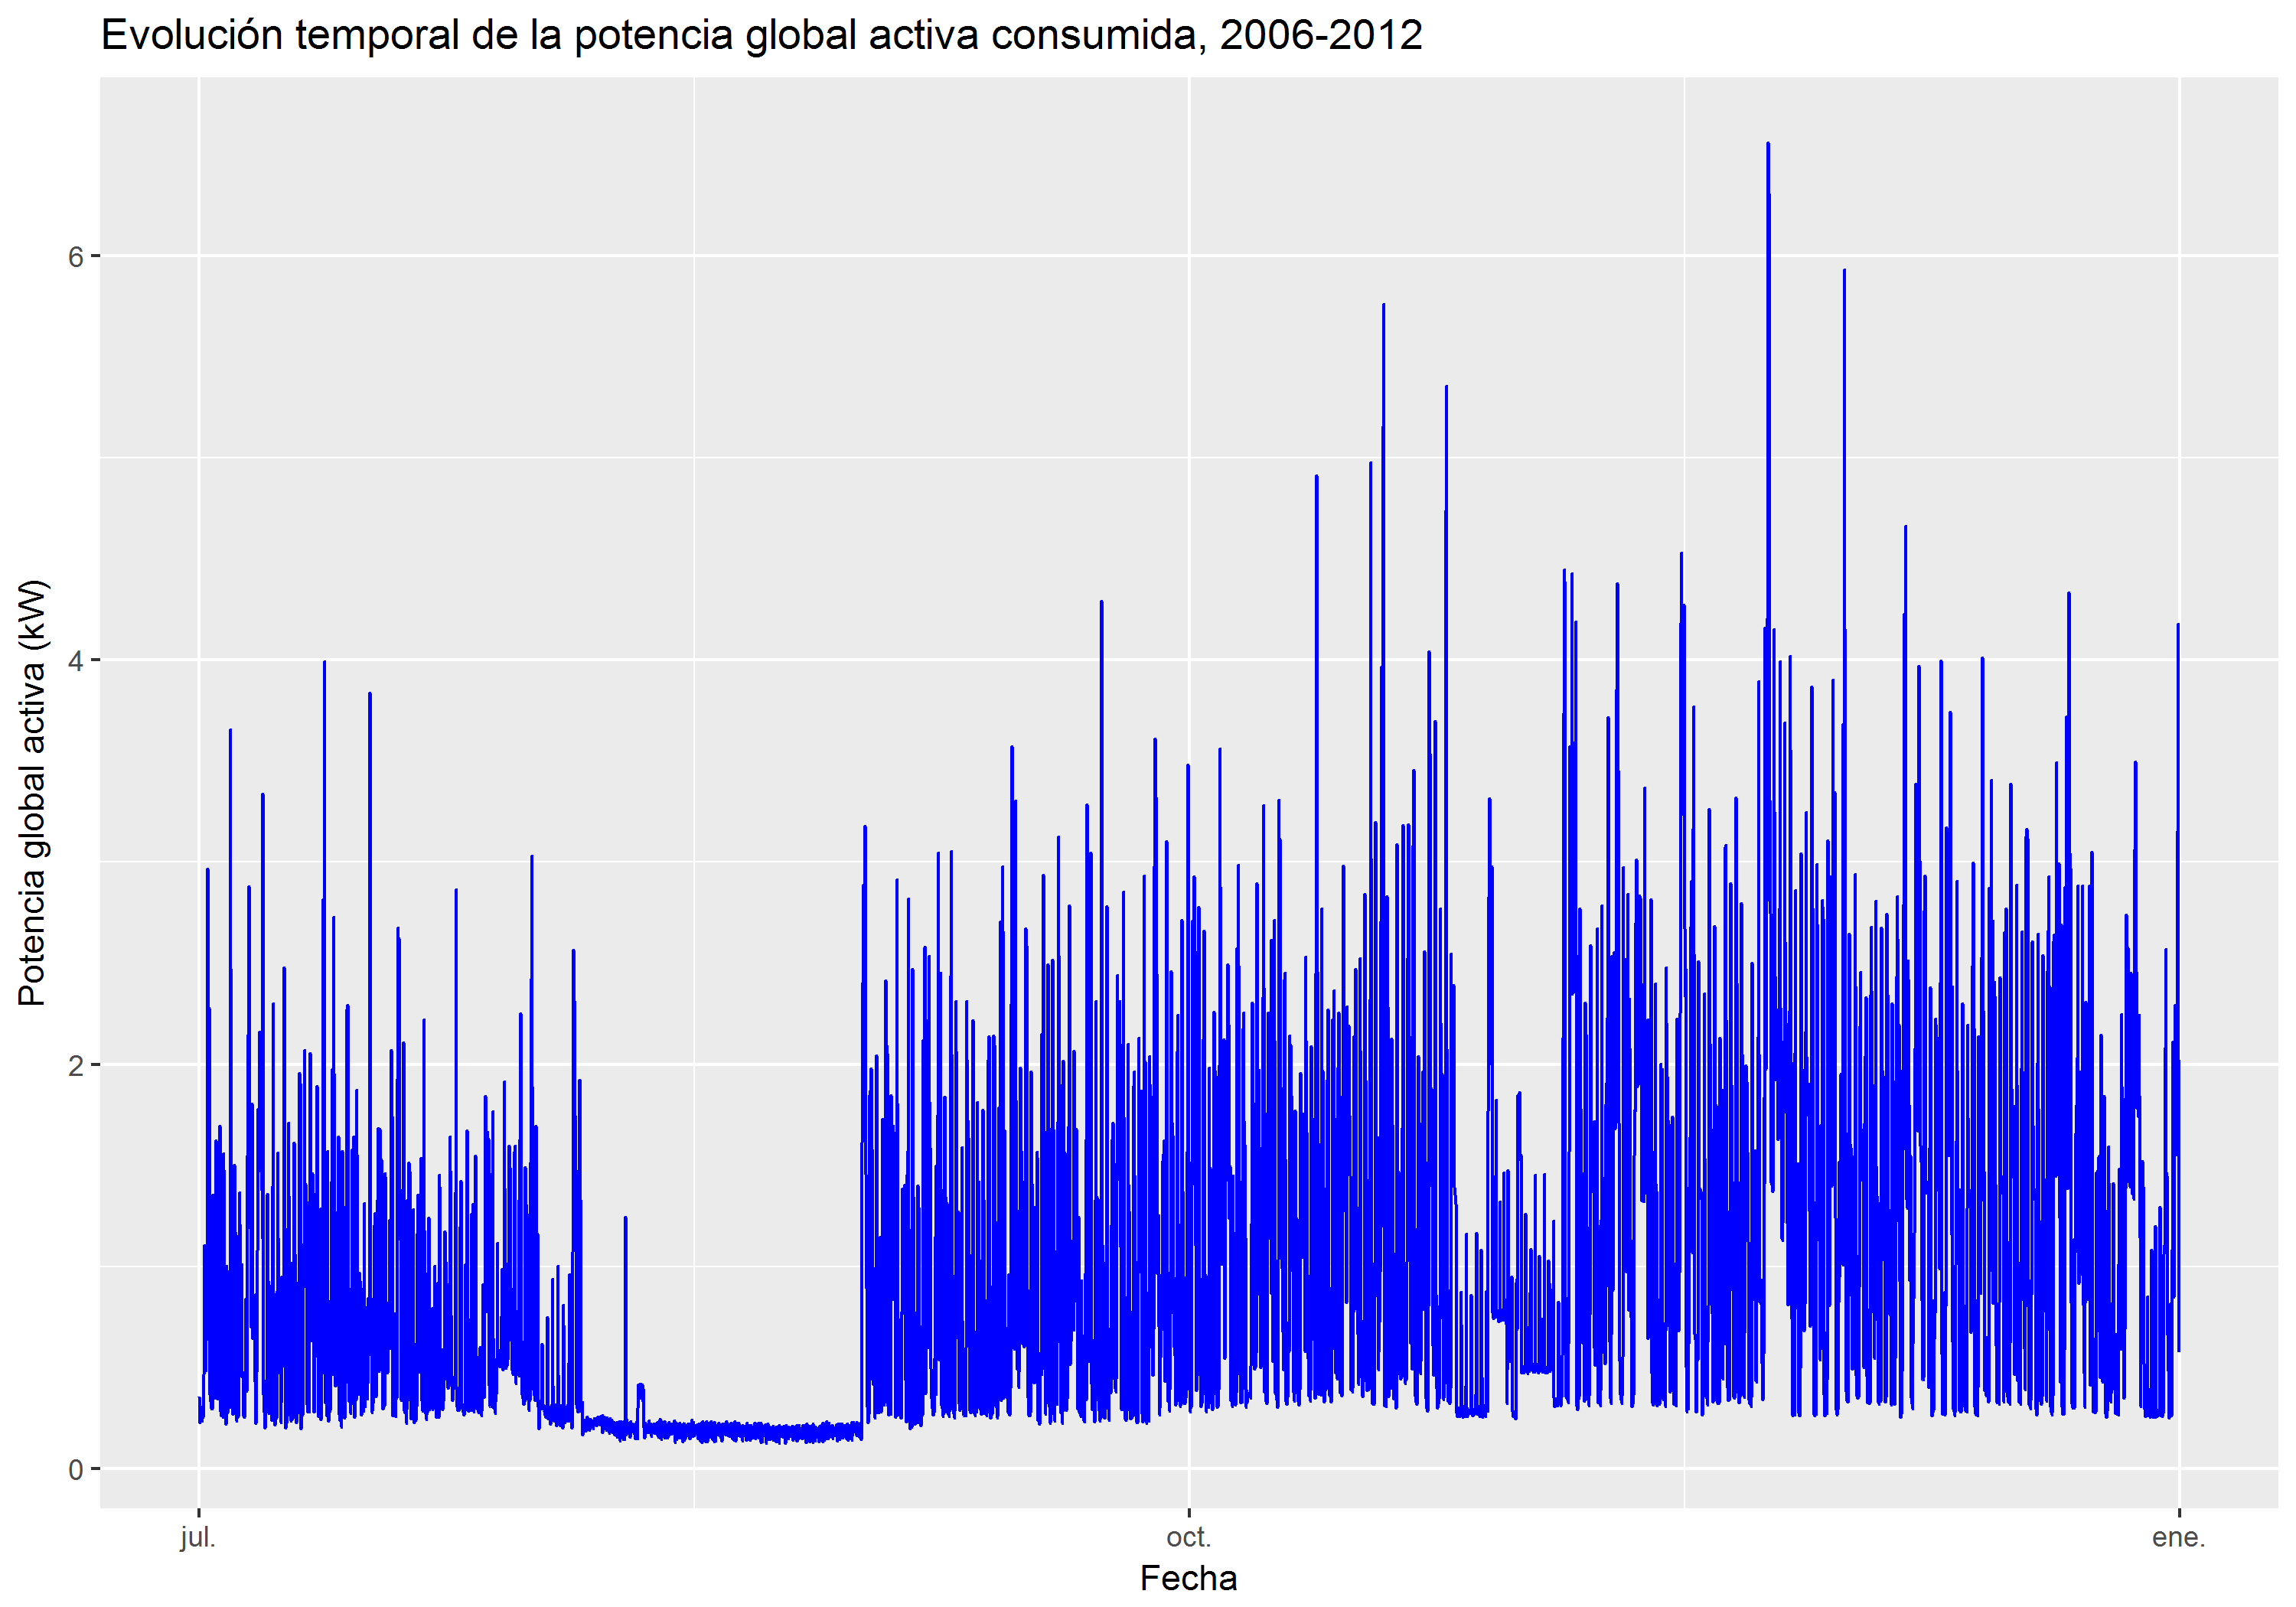 Evolución temporal de la potencia global activa consumida, 2006-2012
Potencia global activa (kW)
6
4
2
0
jul.
oct.
ene.
Fecha